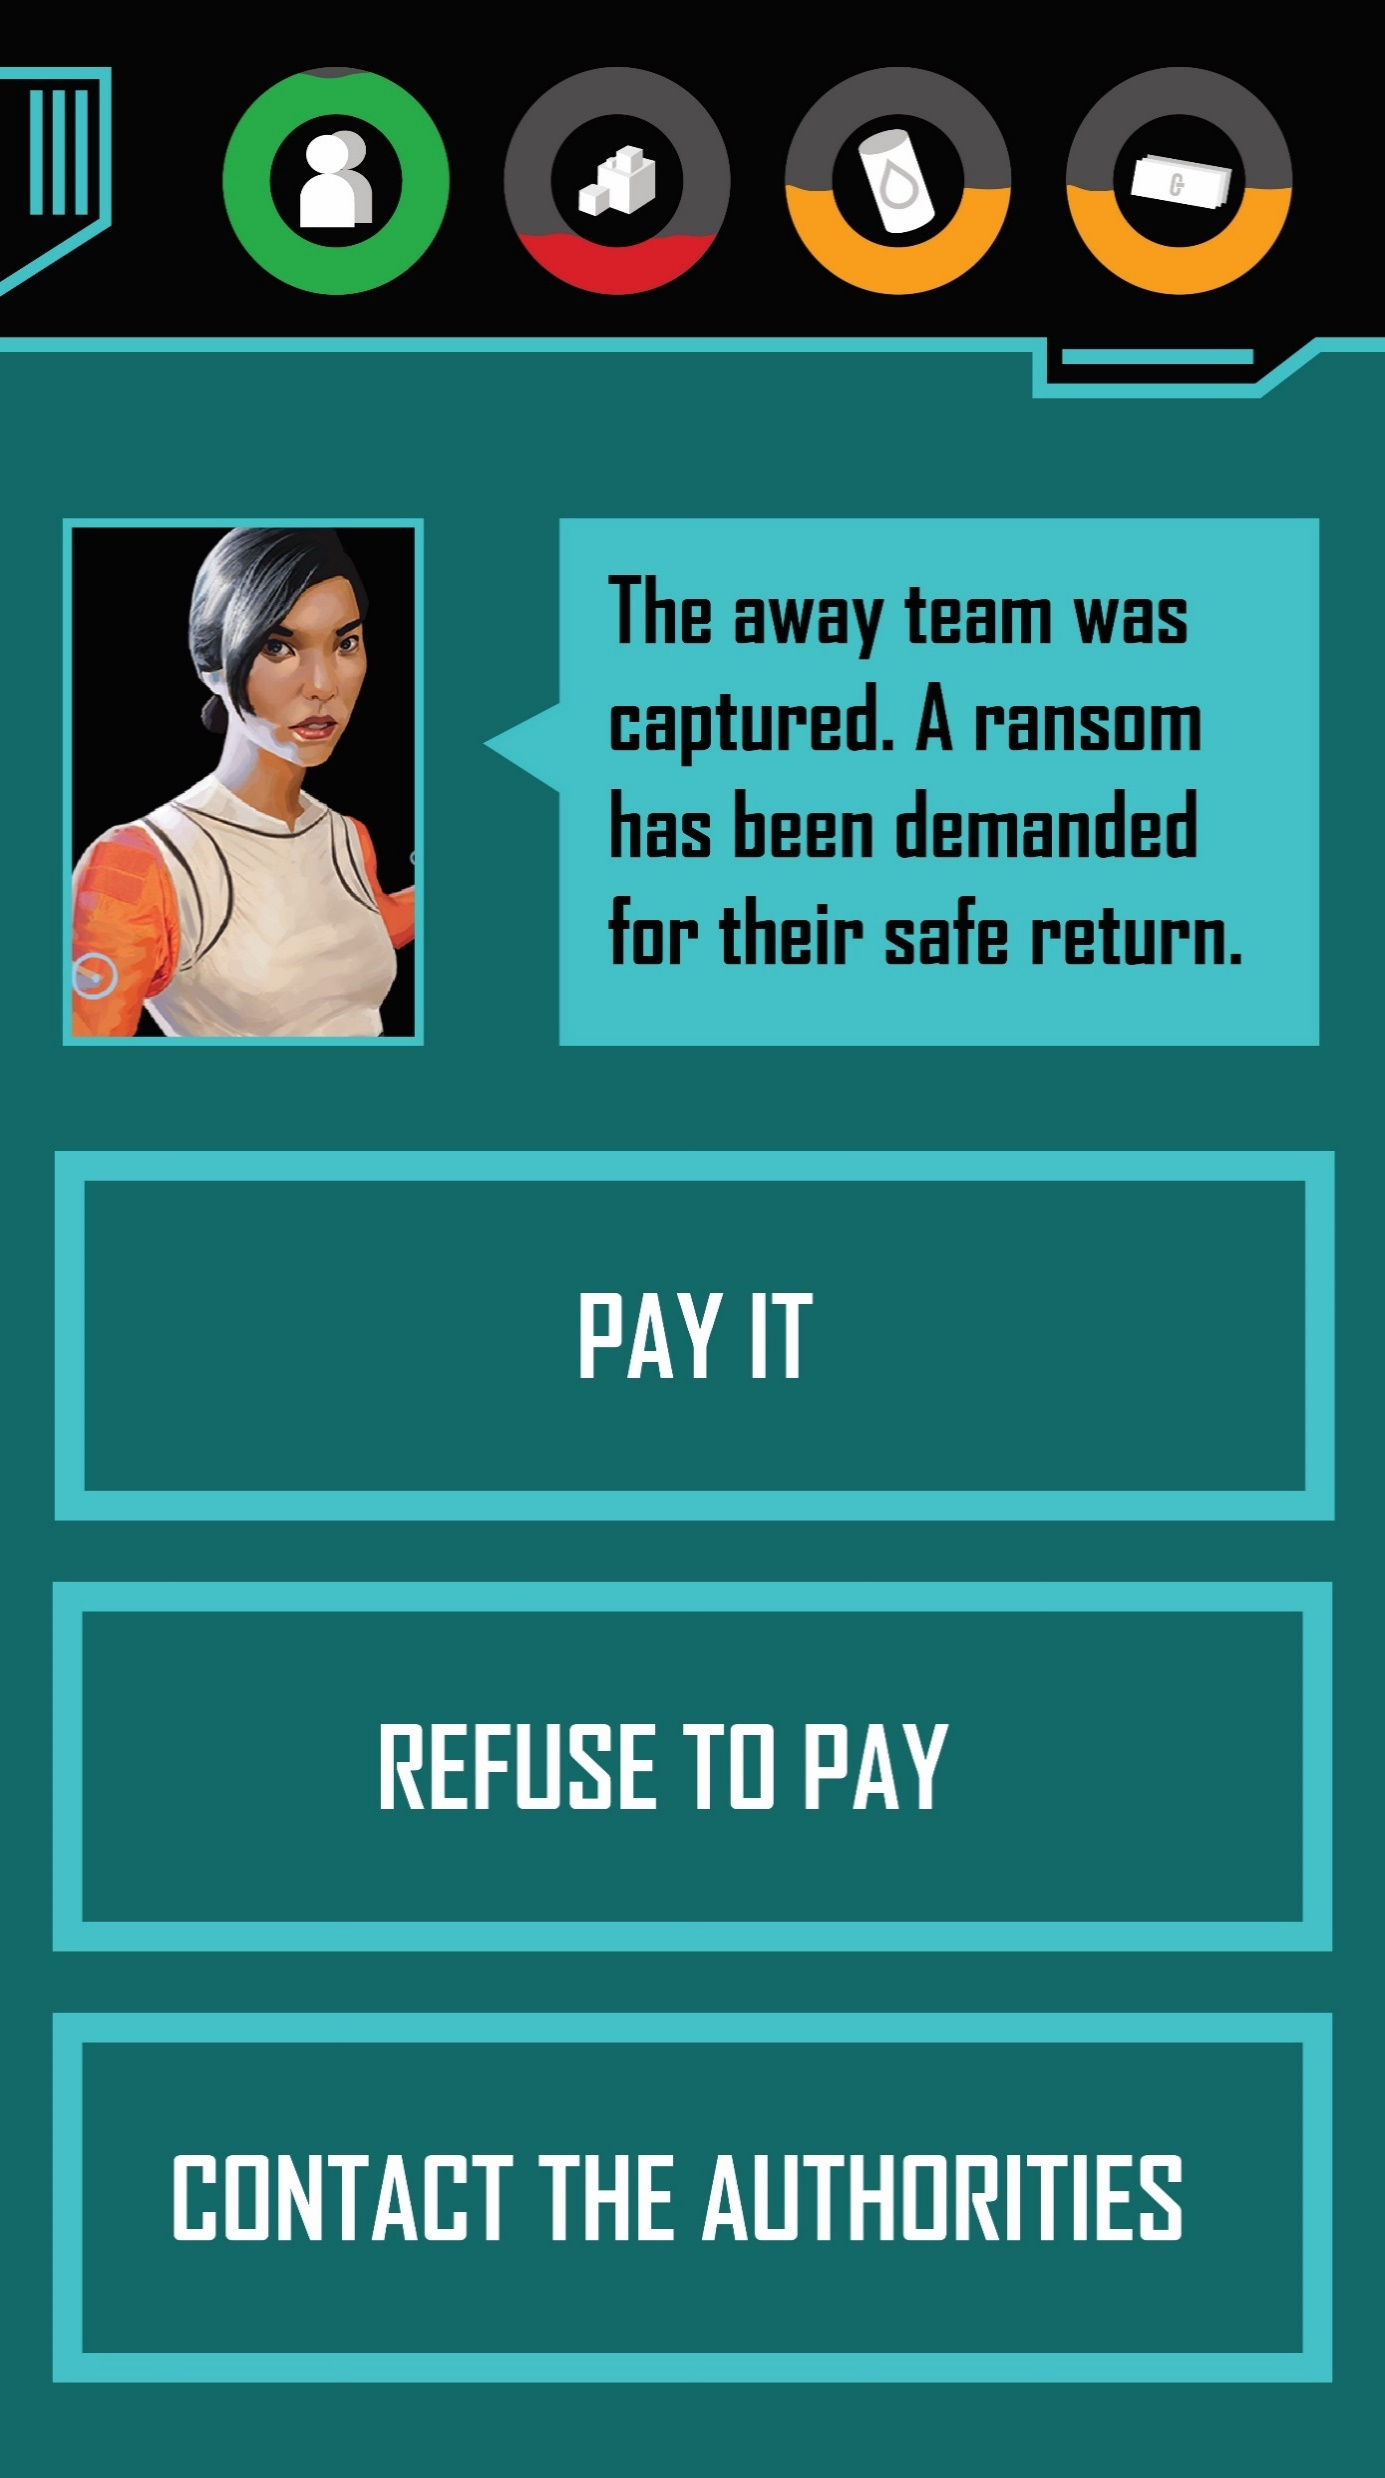 The away team was
captured. A ransom
has been demanded
for their safe return.
PAY IT
REFUSE TO PAY
CONTACT THE AUTHORITIES